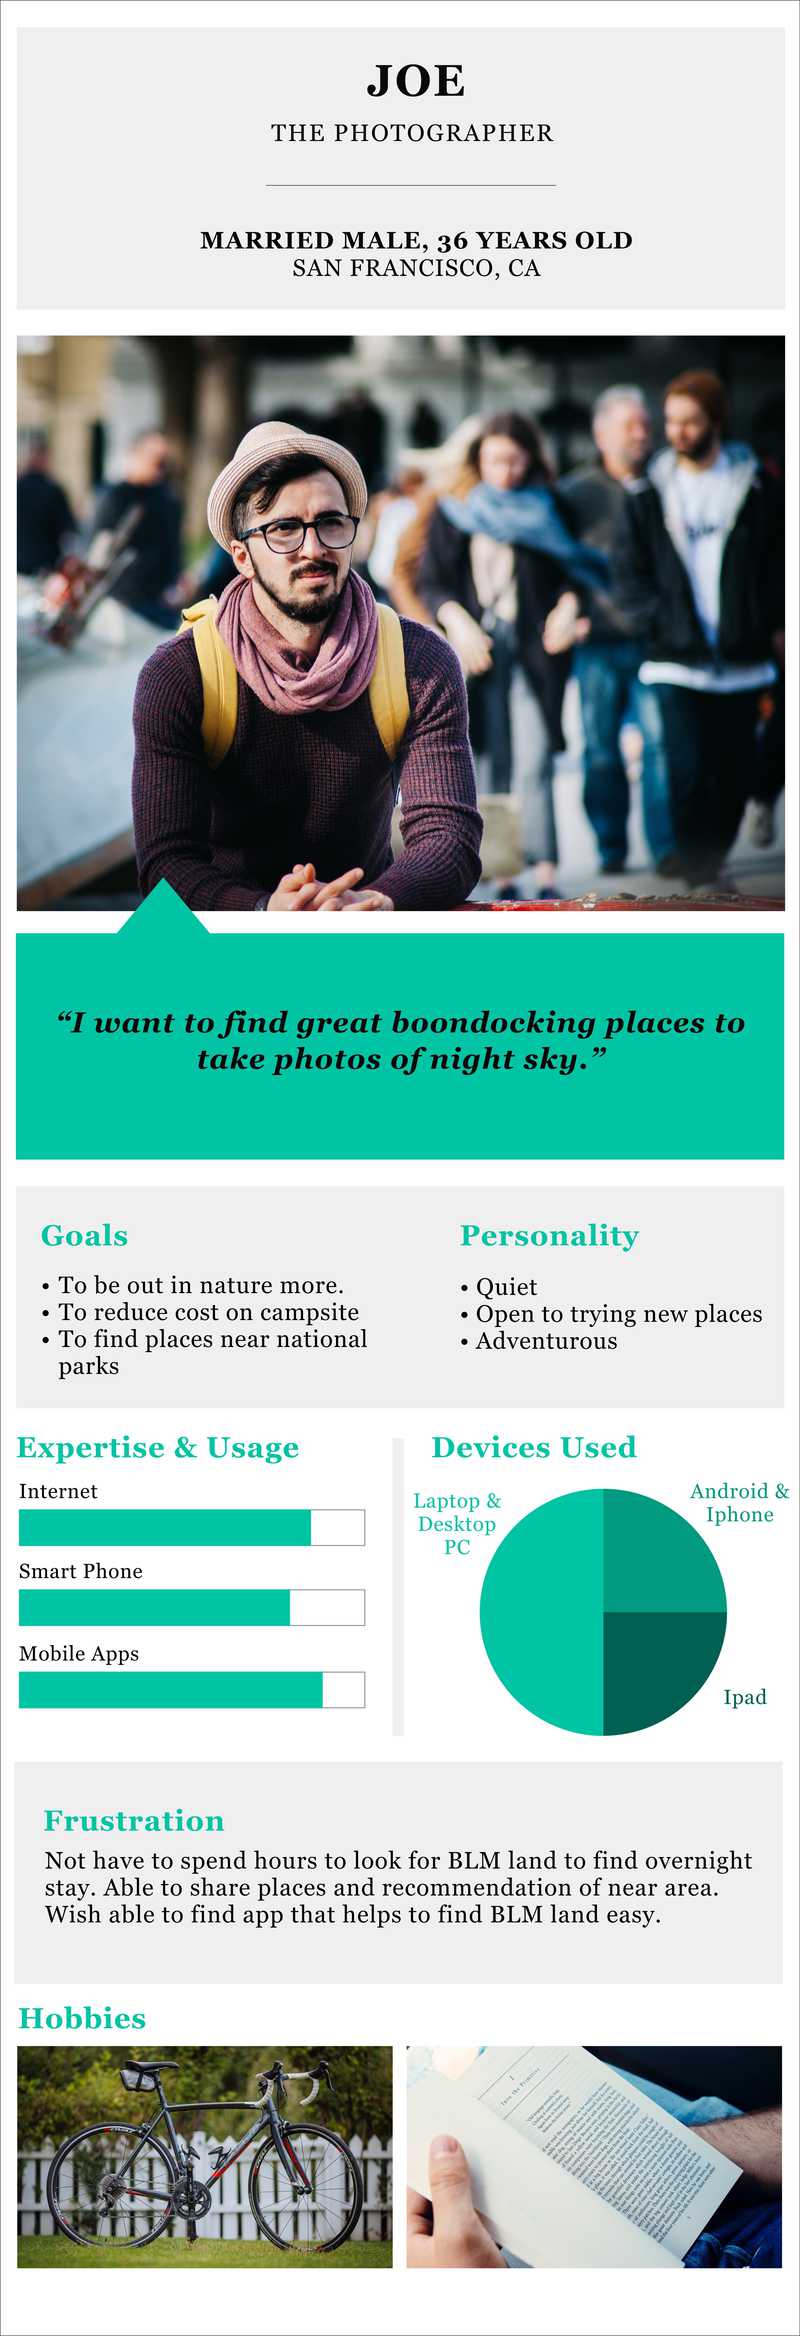 JOE
THE PHOTOGRAPHER
MARRIED MALE, 36 YEARS OLD
SAN FRANCISCO, CA
“I want to find great boondocking places to
take photos of night sky.”
Goals
• To be out in nature more.
• To reduce cost on campsite
• To find places near national
parks
Personality
• Quiet
• Open to trying new places
• Adventurous
Expertise & Usage
Internet
Smart Phone
Mobile Apps
Devices Used
Laptop &
Desktop
PC
Android &
Iphone
Ipad
Frustration
Not have to spend hours to look for BLM land to find overnight
stay. Able to share places and recommendation of near area.
Wish able to find app that helps to find BLM land easy.
Hobbies
I
Into the Primitive